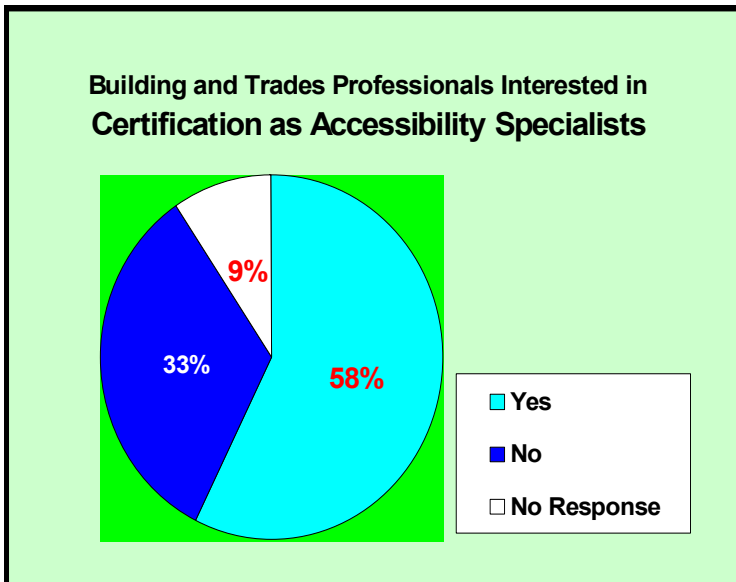 Building and Trades Professionals Interested in
Certification as Accessibility Specialists
9%
33%
58%
Yes
No
No Response